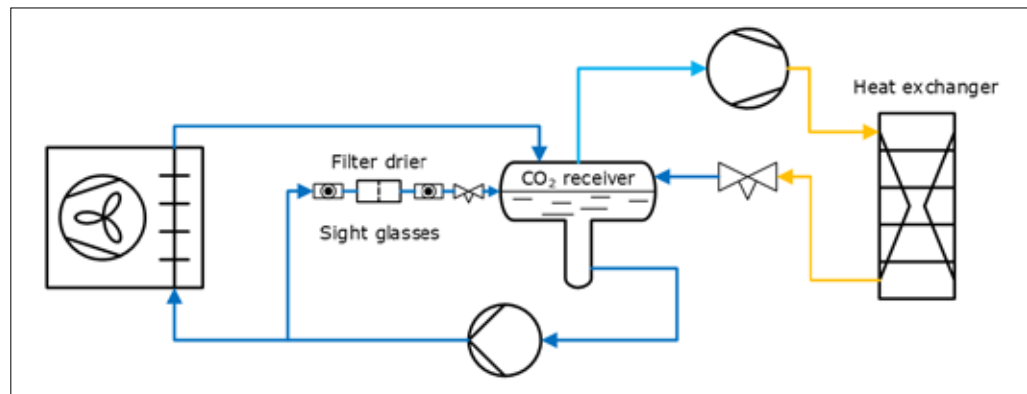 Heat exchanger
Filter drier
CO₂ receiver
Sight glasses